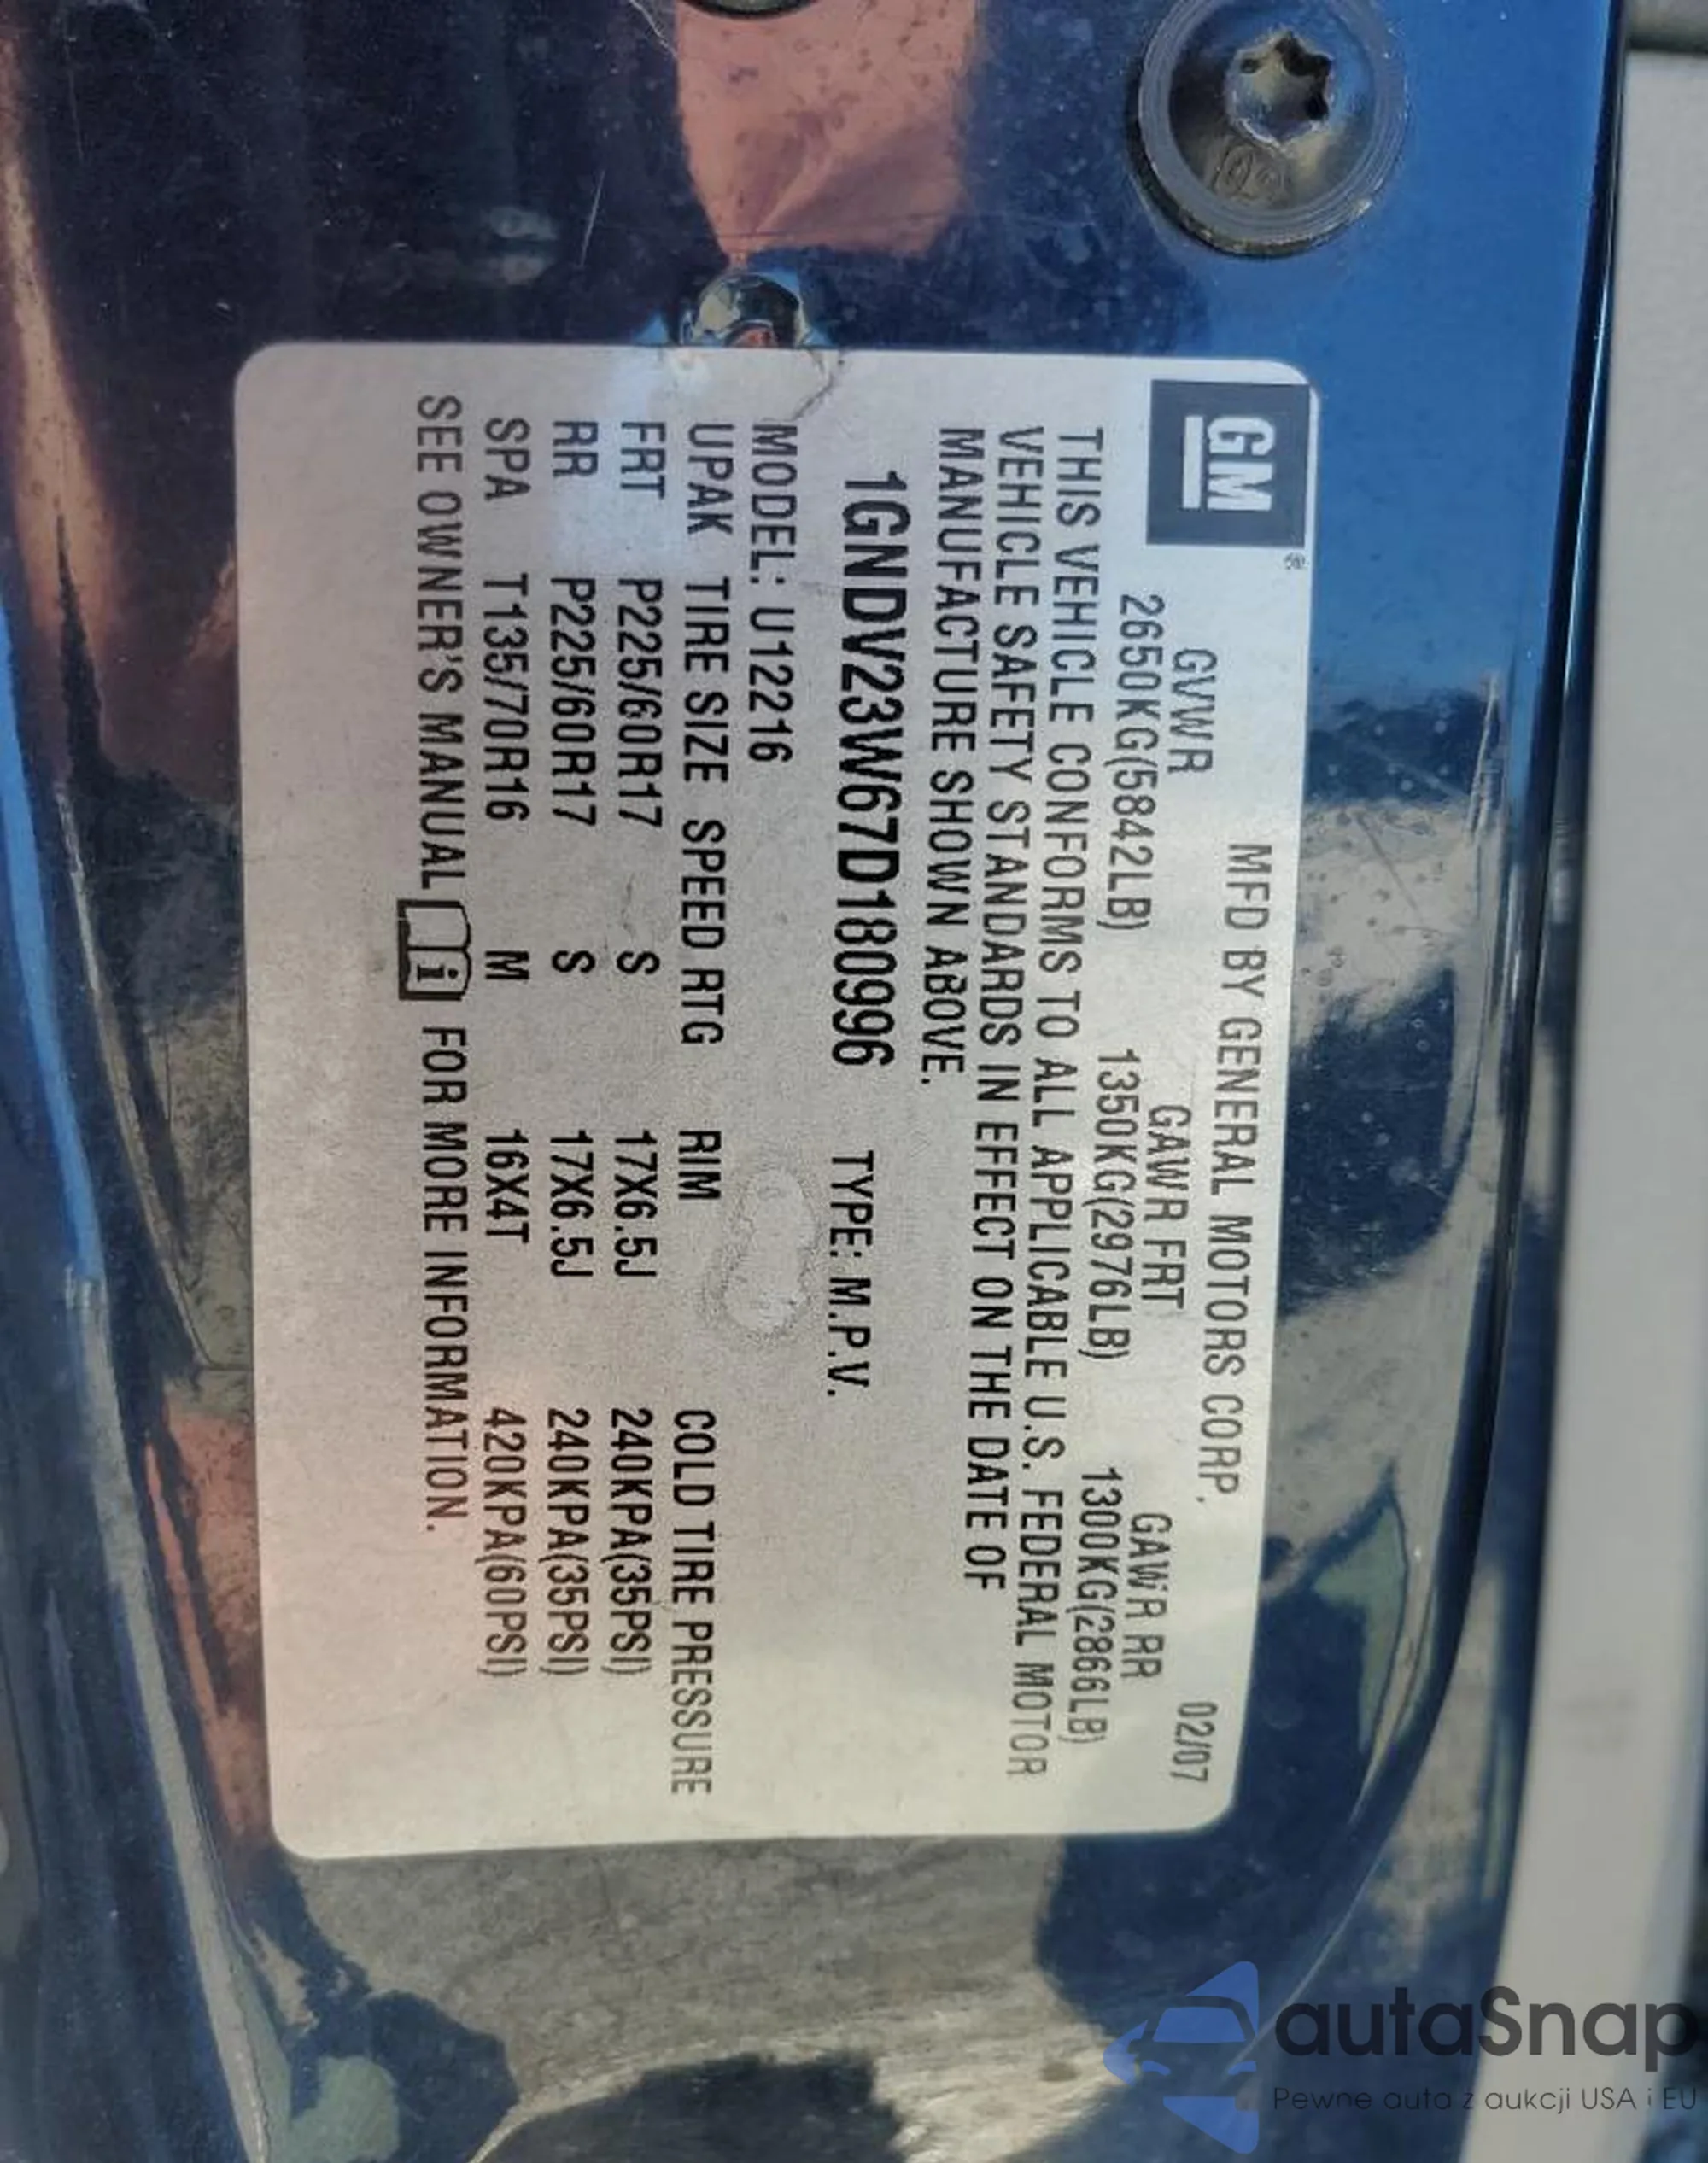 GM
MFD BY GENERAL MOTORS CORP.
02/07
GVWR GAWR FRT GAWR RR
2650KG(5842LB) 1350KG(2976LB) 1300KG(2866LB)
THIS VEHICLE CONFORMS TO ALL APPLICABLE U.S. FEDERAL MOTOR
VEHICLE SAFETY STANDARDS IN EFFECT ON THE DATE OF
MANUFACTURE SHOWN ABOVE.
1GNDV23W67D180996 TYPE: M.P.V.
MODEL: U12216
UPAK TIRE SIZE SPEED RTG RIM COLD TIRE PRESSURE
FRT P225/60R17 S 17X6.5J 240KPA(35PSI)
RR P225/60R17 S 17X6.5J 240KPA(35PSI)
SPA T135/70R16 M 16X4T 420KPA(60PSI)
SEE OWNER'S MANUAL i FOR MORE INFORMATION.
autaSnap
Pewne auta z aukcji USA i EU